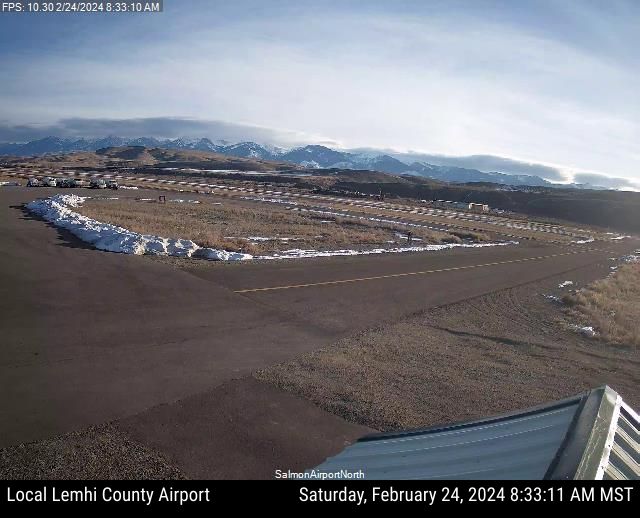 FPS: 10.30 2/24/2024 8:33:10 AM
SalmonAirportNorth
Local Lemhi County Airport Saturday, February 24, 2024 8:33:11 AM MST